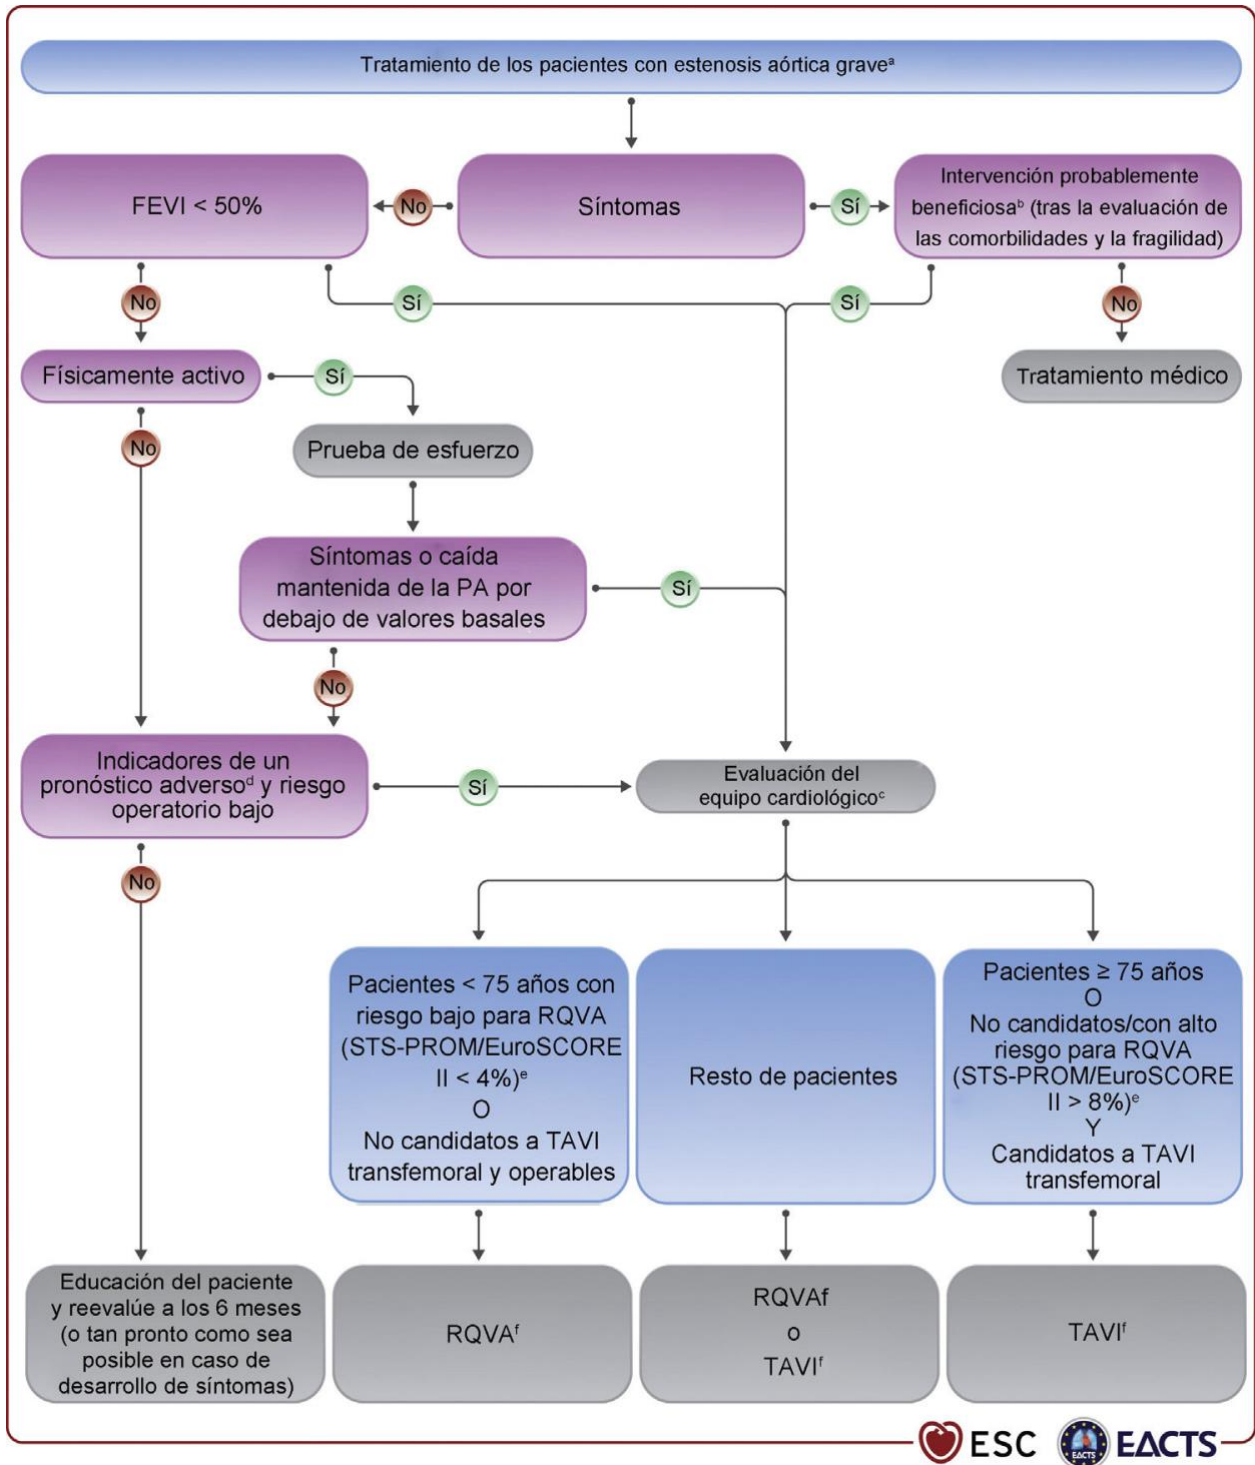 Tratamiento de los pacientes con estenosis aórtica graveᵃ
FEVI < 50%
No
Síntomas
Sí
Intervención probablemente
beneficiosaᵇ (tras la evaluación de
las comorbilidades y la fragilidad)
No
Sí
Sí
No
Físicamente activo
Sí
Tratamiento médico
No
Prueba de esfuerzo
Síntomas o caída
mantenida de la PA por
debajo de valores basales
Sí
No
Indicadores de un
pronóstico adversoᵈ y riesgo
operatorio bajo
Sí
Evaluación del
equipo cardiológicoᶜ
No
Pacientes < 75 años con
riesgo bajo para RQVA
(STS-PROM/EuroSCORE
II < 4%)ᵉ
O
No candidatos a TAVI
transfemoral y operables
Resto de pacientes
Pacientes ≥ 75 años
O
No candidatos/con alto
riesgo para RQVA
(STS-PROM/EuroSCORE
II > 8%)ᵉ
Y
Candidatos a TAVI
transfemoral
Educación del paciente
y reevalúe a los 6 meses
(o tan pronto como sea
posible en caso de
desarrollo de síntomas)
RQVAᶠ
RQVAf
o
TAVIᶠ
TAVIᶠ
ESC
EACTS
EACTS